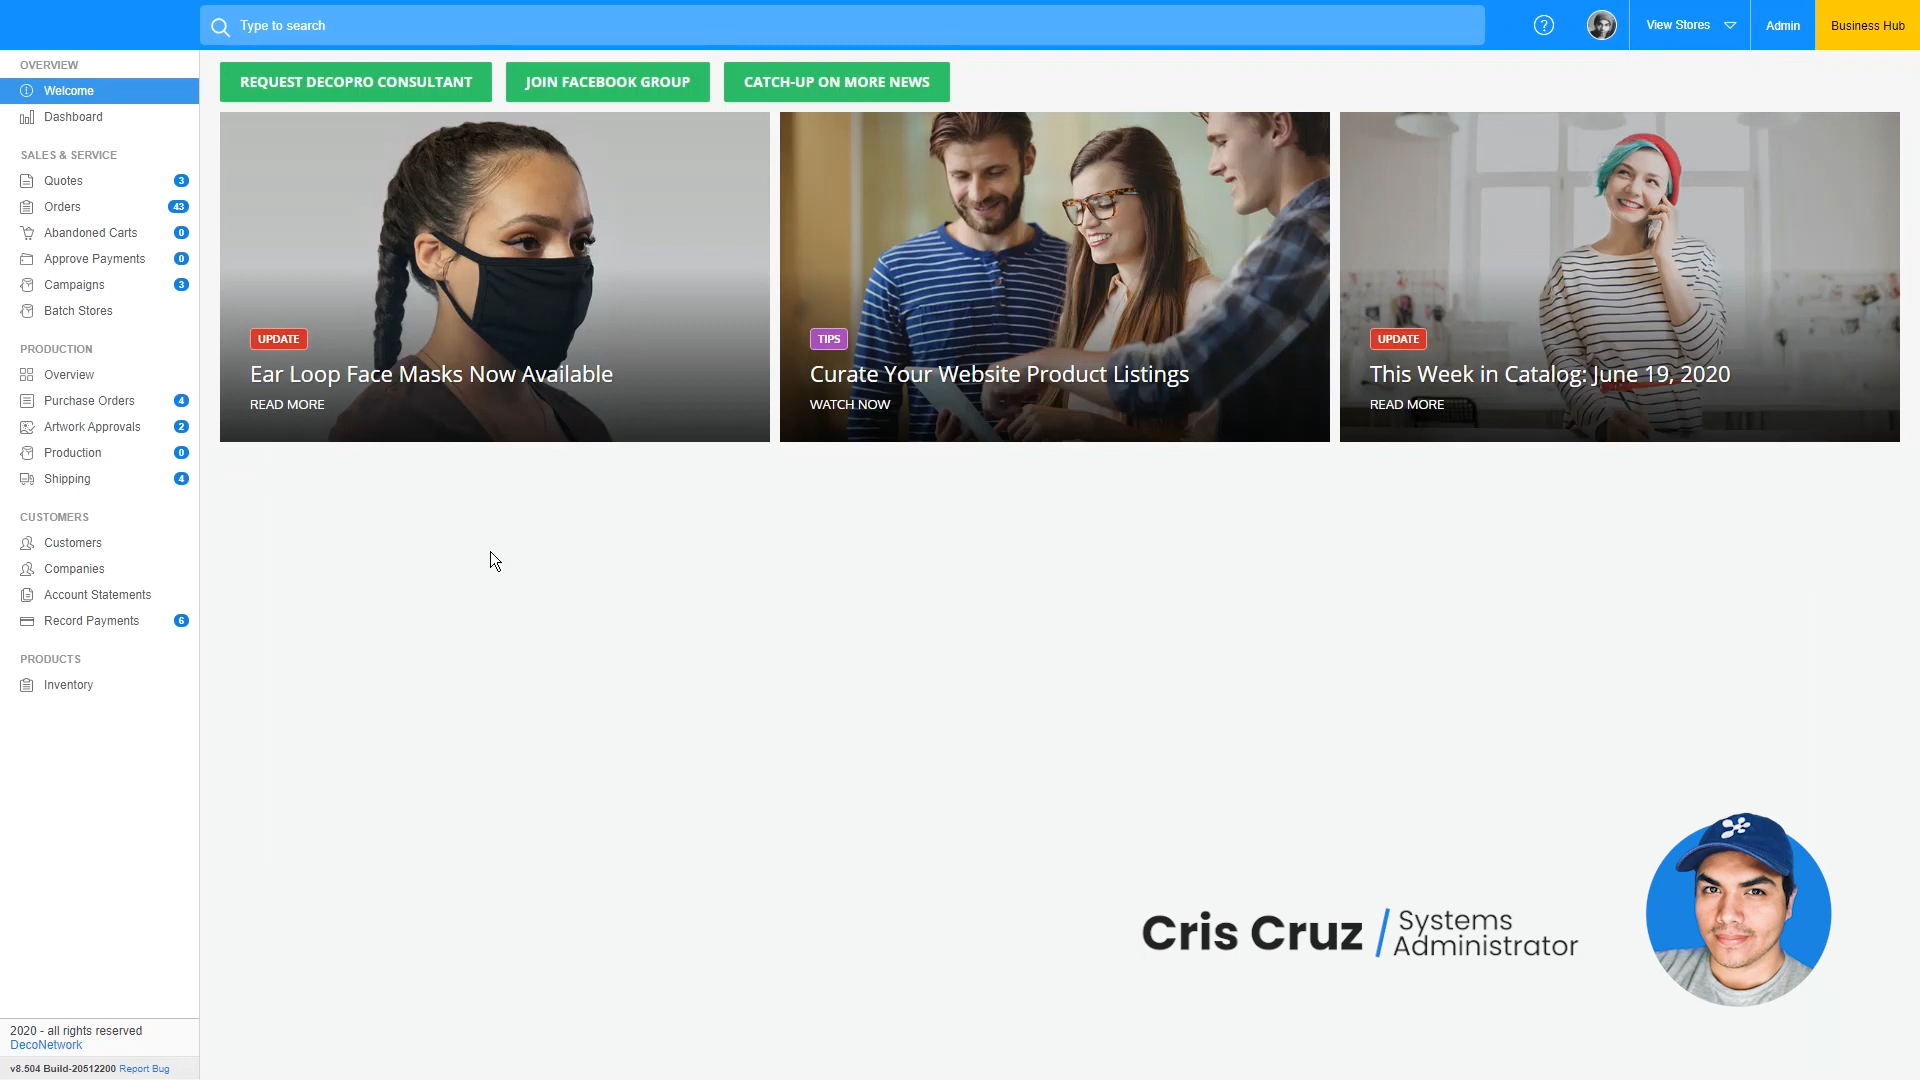 Type to search
?
View Stores
Admin
Business Hub
OVERVIEW
Welcome
Dashboard
SALES & SERVICE
Quotes 3
Orders 43
Abandoned Carts 0
Approve Payments 0
Campaigns 3
Batch Stores
PRODUCTION
Overview
Purchase Orders 4
Artwork Approvals 2
Production 0
Shipping 4
CUSTOMERS
Customers
Companies
Account Statements
Record Payments 6
PRODUCTS
Inventory
2020 - all rights reserved
DecoNetwork
v8.504 Build-20512200 Report Bug
REQUEST DECOPRO CONSULTANT
JOIN FACEBOOK GROUP
CATCH-UP ON MORE NEWS
UPDATE
Ear Loop Face Masks Now Available
READ MORE
TIPS
Curate Your Website Product Listings
WATCH NOW
UPDATE
This Week in Catalog: June 19, 2020
READ MORE
Cris Cruz
Systems
Administrator